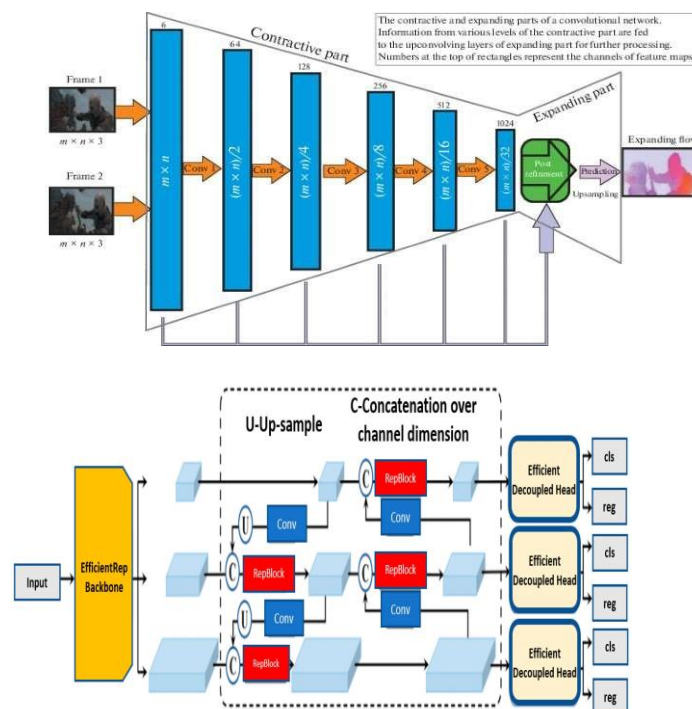 The contractive and expanding parts of a convolutional network.
Information from various levels of the contractive part are fed
to the upconvolving layers of expanding part for further processing.
Numbers at the top of rectangles represent the channels of feature maps
Contractive part
Expanding part
6
64
128
256
512
1024
Frame 1
m × n × 3
Frame 2
m × n × 3
m × n
Conv 1
(m × n)/2
Conv 2
(m × n)/4
Conv 3
(m × n)/8
Conv 4
(m × n)/16
Conv 5
(m × n)/32
Post
refinment
Prediction
Upsampling
Expanding flow
U-Up-sample
C-Concatenation over
channel dimension
Input
EfficientRep
Backbone
C
RepBlock
Conv
U
Conv
C
RepBlock
C
RepBlock
U
Conv
Conv
C
RepBlock
Efficient
Decoupled Head
cls
reg
Efficient
Decoupled Head
cls
reg
Efficient
Decoupled Head
cls
reg